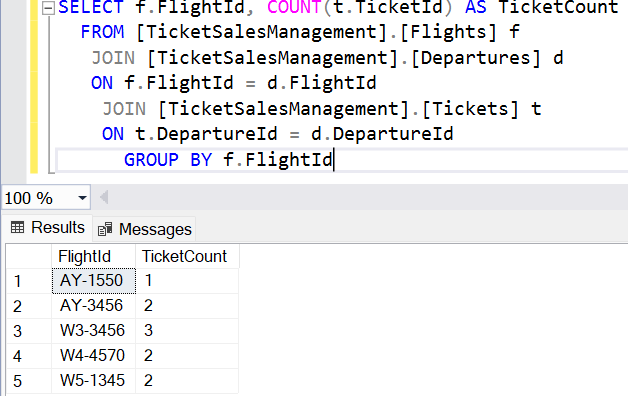 SELECT f.FlightId, COUNT(t.TicketId) AS TicketCount
FROM [TicketSalesManagement].[Flights] f
JOIN [TicketSalesManagement].[Departures] d
ON f.FlightId = d.FlightId
JOIN [TicketSalesManagement].[Tickets] t
ON t.DepartureId = d.DepartureId
GROUP BY f.FlightId
100 %
Results Messages
FlightId TicketCount
1 AY-1550 1
2 AY-3456 2
3 W3-3456 3
4 W4-4570 2
5 W5-1345 2